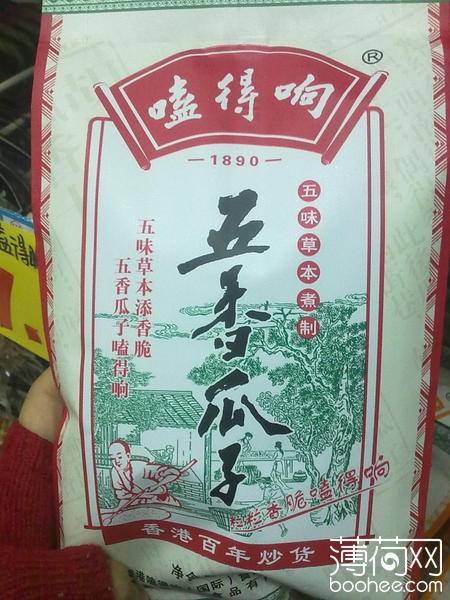 嗑得响
®
1890
五香瓜子
五味草本煮制
五味草本添香脆
五香瓜子嗑得响
粒粒香脆嗑得响
香港百年炒货
薄荷网
boohee.com